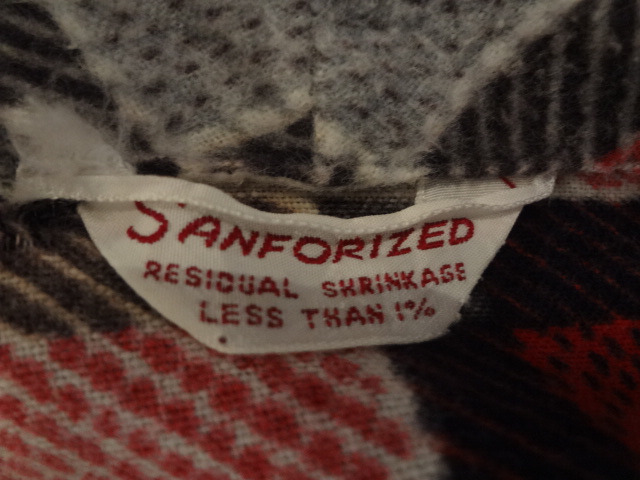 SANFORIZED
RESIDUAL SHRINKAGE
LESS THAN 1%